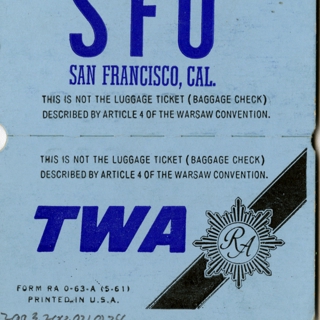 SFO
SAN FRANCISCO, CAL.
THIS IS NOT THE LUGGAGE TICKET (BAGGAGE CHECK)
DESCRIBED BY ARTICLE 4 OF THE WARSAW CONVENTION.
THIS IS NOT THE LUGGAGE TICKET (BAGGAGE CHECK)
DESCRIBED BY ARTICLE 4 OF THE WARSAW CONVENTION.
TWA
RA
FORM RA O-63-A (5-61)
PRINTED IN U.S.A.